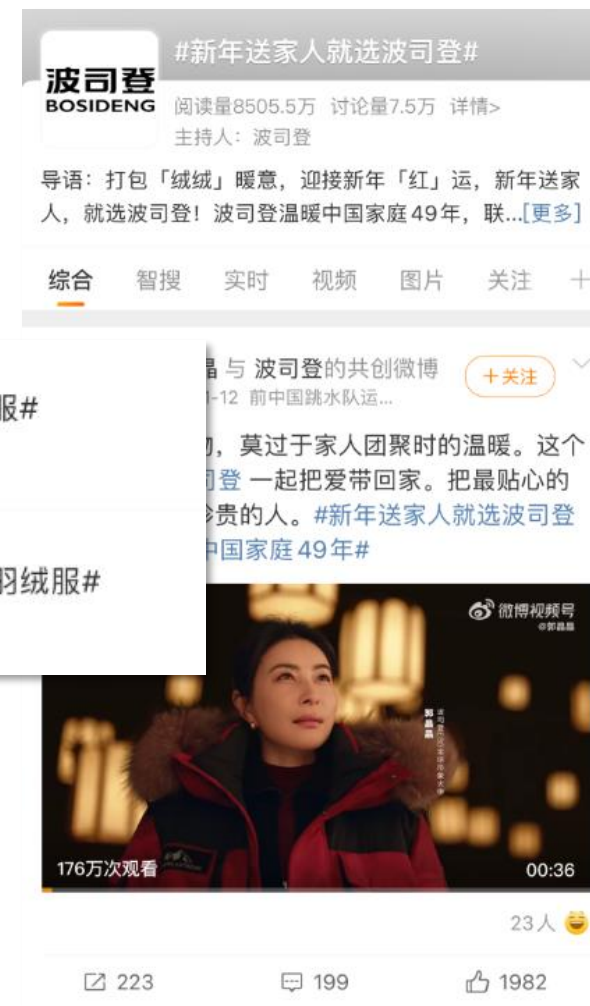 #新年送家人就选波司登#
波司登
BOSIDENG
阅读量8505.5万 讨论量7.5万 详情>
主持人：波司登
导语：打包「绒绒」暖意，迎接新年「红」运，新年送家
人，就选波司登！波司登温暖中国家庭49年，联...[更多]
综合 智搜 实时 视频 图片 关注
晶 与 波司登的共创微博
+关注
-12 前中国跳水队运...
服#
，莫过于家人团聚时的温暖。这个
登 一起把爱带回家。把最贴心的
贵的人。#新年送家人就选波司登
中国家庭49年#
羽绒服#
微博视频号
@郭晶晶
郭晶晶
176万次观看
00:36
23人
223 199 1982